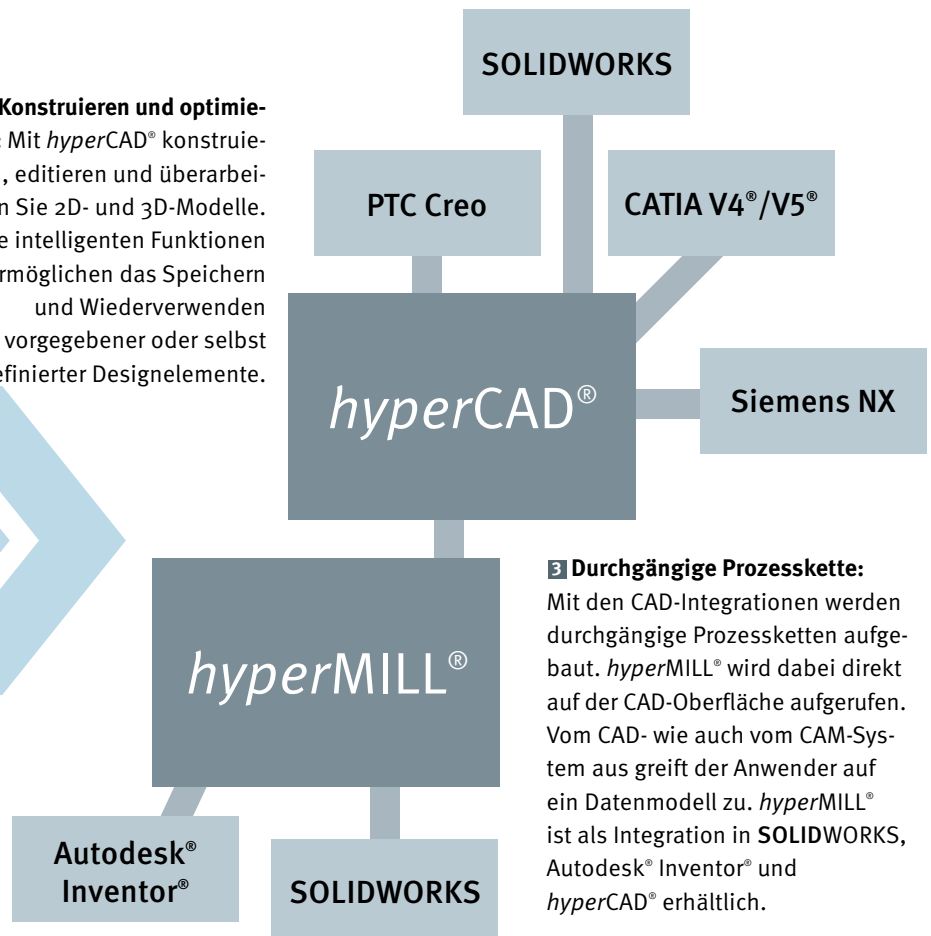 SOLIDWORKS
Konstruieren und optimie-
: Mit hyperCAD® konstruie-
, editieren und überarbei-
n Sie 2D- und 3D-Modelle.
e intelligenten Funktionen
rmöglichen das Speichern
und Wiederverwenden
vorgegebener oder selbst
efinierter Designelemente.
PTC Creo
CATIA V4®/V5®
hyperCAD®
Siemens NX
3 Durchgängige Prozesskette:
Mit den CAD-Integrationen werden
durchgängige Prozessketten aufge-
baut. hyperMILL® wird dabei direkt
auf der CAD-Oberfläche aufgerufen.
Vom CAD- wie auch vom CAM-Sys-
tem aus greift der Anwender auf
ein Datenmodell zu. hyperMILL®
ist als Integration in SOLIDWORKS,
Autodesk® Inventor® und
hyperCAD® erhältlich.
hyperMILL®
Autodesk®
Inventor®
SOLIDWORKS